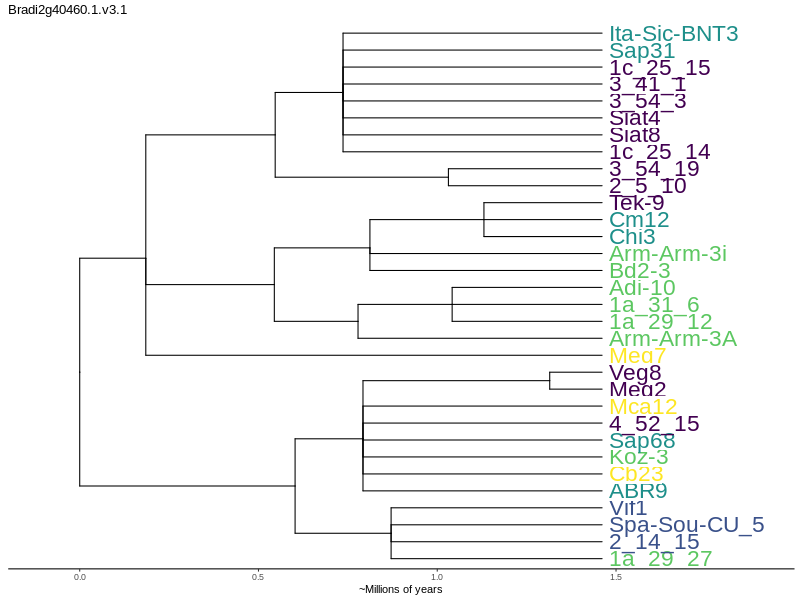 Bradi2g40460.1.v3.1
Ita-Sic-BNT3
Sap31
1c_25_15
3_41_1
3_54_3
Siat4
Siat8
1c_25_14
3_54_19
2_5_10
Tek-9
Cm12
Chi3
Arm-Arm-3i
Bd2-3
Adi-10
1a_31_6
1a_29_12
Arm-Arm-3A
Meg7
Veg8
Meg2
Mca12
4_52_15
Sap68
Koz-3
Cb23
ABR9
Vif1
Spa-Sou-CU_5
2_14_15
1a_29_27
0.0 0.5 1.0 1.5
~Millions of years